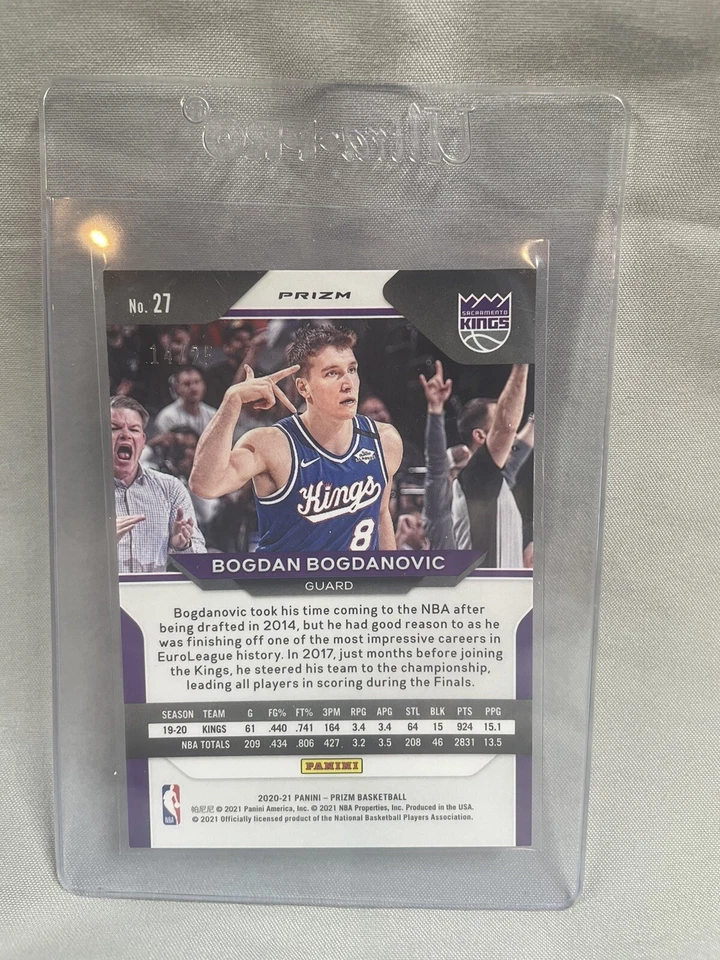 Ultra•PRO®
No. 27
PRIZM
SACRAMENTO
KINGS
14/25
Kings
8
BOGDAN BOGDANOVIC
GUARD
Bogdanovic took his time coming to the NBA after
being drafted in 2014, but he had good reason to as he
was finishing off one of the most impressive careers in
EuroLeague history. In 2017, just months before joining
the Kings, he steered his team to the championship,
leading all players in scoring during the Finals.
SEASON TEAM G FG% FT% 3PM RPG APG STL BLK PTS PPG
19-20 KINGS 61 .440 .741 164 3.4 3.4 64 15 924 15.1
NBA TOTALS 209 .434 .806 427 3.2 3.5 208 46 2831 13.5
PANINI
NBA
2020-21 PANINI – PRIZM BASKETBALL
帕尼尼 © 2021 Panini America, Inc. © 2021 NBA Properties, Inc. Produced in the USA.
© 2021 Officially licensed product of the National Basketball Players Association.